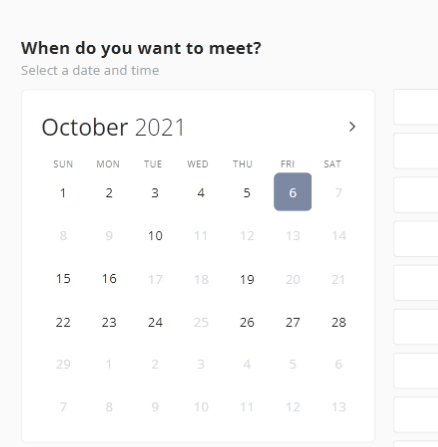 When do you want to meet?
Select a date and time
October 2021 >
SUN MON TUE WED THU FRI SAT
1 2 3 4 5 6 7
8 9 10 11 12 13 14
15 16 17 18 19 20 21
22 23 24 25 26 27 28
29 1 2 3 4 5 6
7 8 9 10 11 12 13